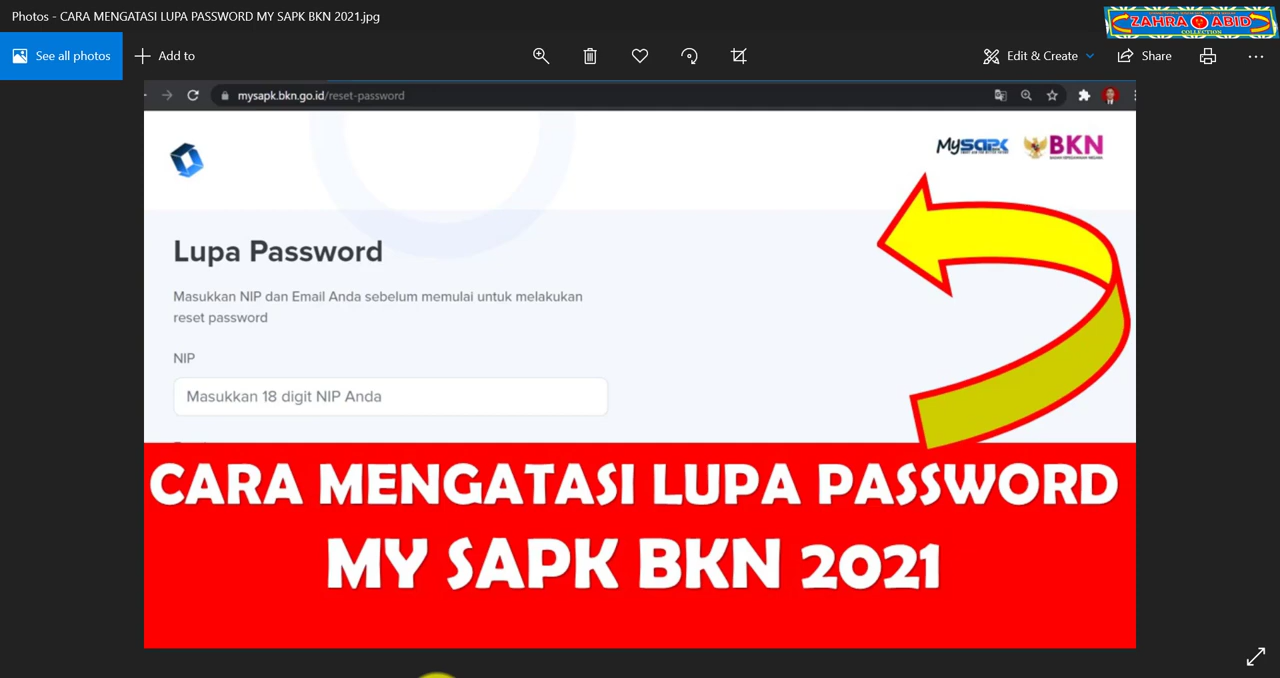 Photos - CARA MENGATASI LUPA PASSWORD MY SAPK BKN 2021.jpg
ZAHRA ABID
COLLECTION
See all photos
Add to
Edit & Create
Share
mysapk.bkn.go.id/reset-password
MySAPK
BKN
Lupa Password
Masukkan NIP dan Email Anda sebelum memulai untuk melakukan
reset password
NIP
Masukkan 18 digit NIP Anda
CARA MENGATASI LUPA PASSWORD
MY SAPK BKN 2021